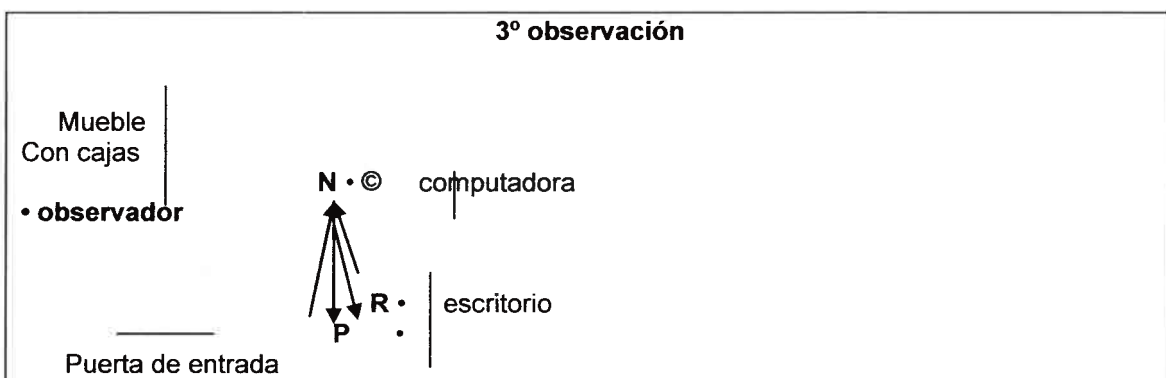 3º observación
Mueble
Con cajas
N • © computadora
• observador
R • escritorio
P •
Puerta de entrada